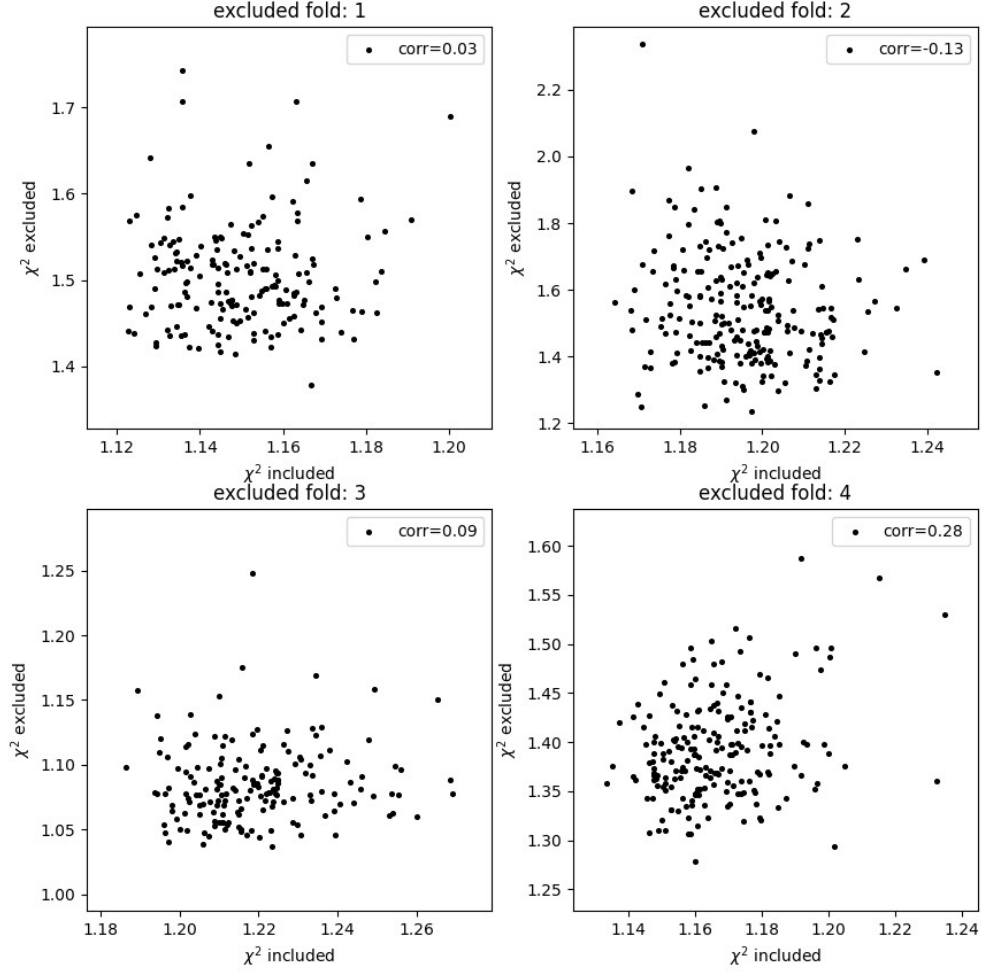 excluded fold: 1
corr=0.03
χ² excluded
1.7
1.6
1.5
1.4
1.12 1.14 1.16 1.18 1.20
χ² included
excluded fold: 2
corr=-0.13
χ² excluded
2.2
2.0
1.8
1.6
1.4
1.2
1.16 1.18 1.20 1.22 1.24
χ² included
excluded fold: 3
corr=0.09
χ² excluded
1.25
1.20
1.15
1.10
1.05
1.00
1.18 1.20 1.22 1.24 1.26
χ² included
excluded fold: 4
corr=0.28
χ² excluded
1.60
1.55
1.50
1.45
1.40
1.35
1.30
1.25
1.14 1.16 1.18 1.20 1.22 1.24
χ² included